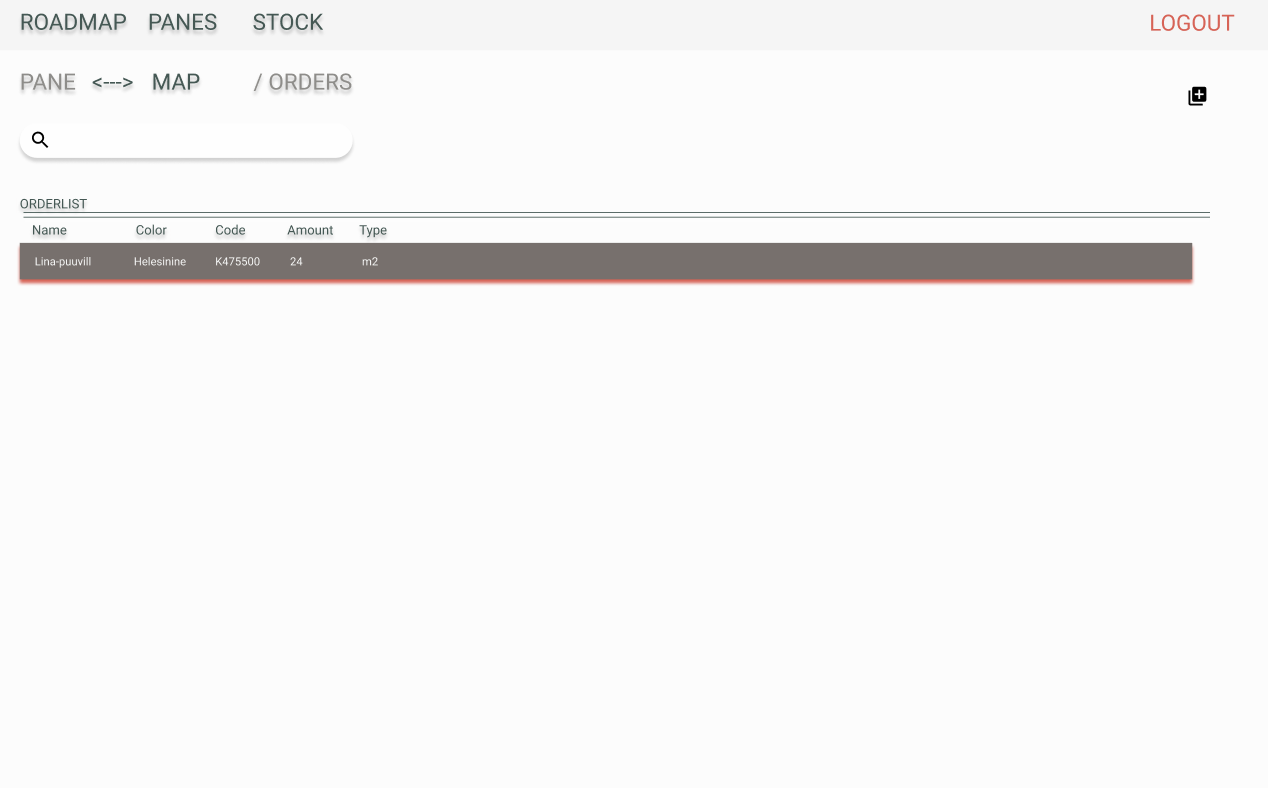 ROADMAP PANES STOCK LOGOUT
PANE <---> MAP / ORDERS
ORDERLIST
Name Color Code Amount Type
Lina-puuvill Helesinine K475500 24 m2